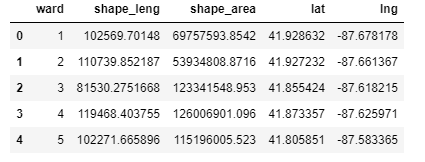 ward shape_leng shape_area lat lng
0 1 102569.70148 69757593.8542 41.928632 -87.678178
1 2 110739.852187 53934808.8716 41.927232 -87.661367
2 3 81530.2751668 123341548.953 41.855424 -87.618215
3 4 119468.403755 126006901.096 41.873357 -87.625971
4 5 102271.665896 115196005.523 41.805851 -87.583365